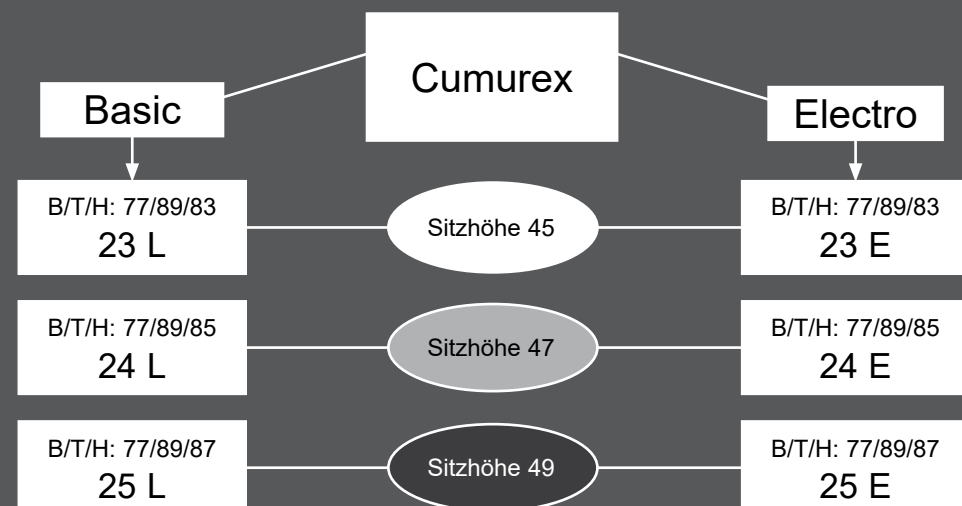 Cumurex
Basic
Electro
B/T/H: 77/89/83
23 L
Sitzhöhe 45
B/T/H: 77/89/83
23 E
B/T/H: 77/89/85
24 L
Sitzhöhe 47
B/T/H: 77/89/85
24 E
B/T/H: 77/89/87
25 L
Sitzhöhe 49
B/T/H: 77/89/87
25 E